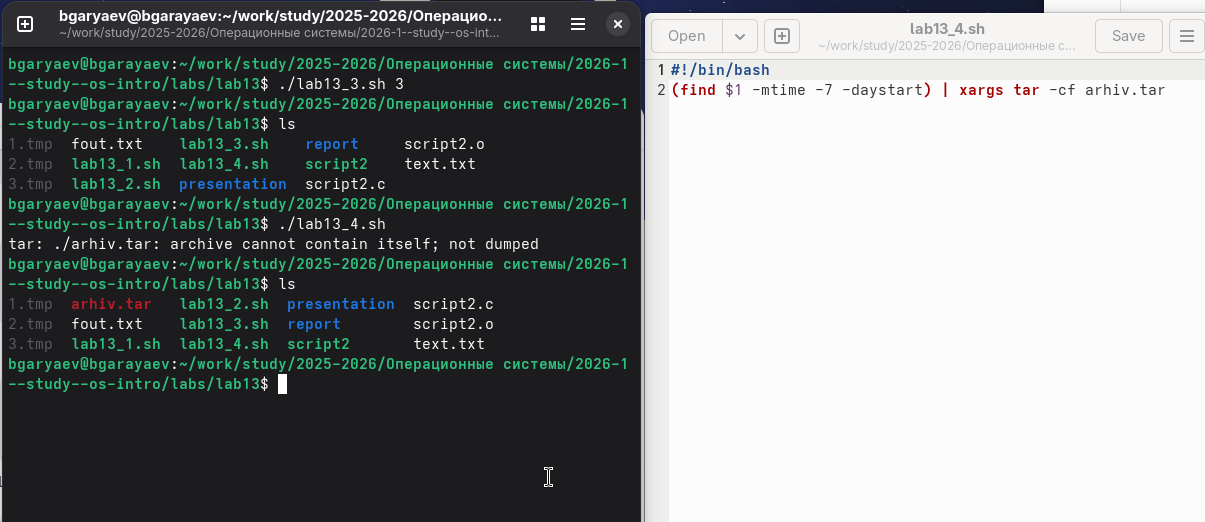 bgaryaev@bgarayaev:~/work/study/2025-2026/Операцио...
~/work/study/2025-2026/Операционные системы/2026-1--study--os-int...
bgaryaev@bgarayaev:~/work/study/2025-2026/Операционные системы/2026-1
--study--os-intro/labs/lab13$ ./lab13_3.sh 3
bgaryaev@bgarayaev:~/work/study/2025-2026/Операционные системы/2026-1
--study--os-intro/labs/lab13$ ls
1.tmp  fout.txt    lab13_3.sh    report     script2.o
2.tmp  lab13_1.sh  lab13_4.sh    script2    text.txt
3.tmp  lab13_2.sh  presentation  script2.c
bgaryaev@bgarayaev:~/work/study/2025-2026/Операционные системы/2026-1
--study--os-intro/labs/lab13$ ./lab13_4.sh
tar: ./arhiv.tar: archive cannot contain itself; not dumped
bgaryaev@bgarayaev:~/work/study/2025-2026/Операционные системы/2026-1
--study--os-intro/labs/lab13$ ls
1.tmp  arhiv.tar   lab13_2.sh  presentation  script2.c
2.tmp  fout.txt    lab13_3.sh  report        script2.o
3.tmp  lab13_1.sh  lab13_4.sh  script2       text.txt
bgaryaev@bgarayaev:~/work/study/2025-2026/Операционные системы/2026-1
--study--os-intro/labs/lab13$
Open
lab13_4.sh
~/work/study/2025-2026/Операционные с...
Save
1 #!/bin/bash
2 (find $1 -mtime -7 -daystart) | xargs tar -cf arhiv.tar